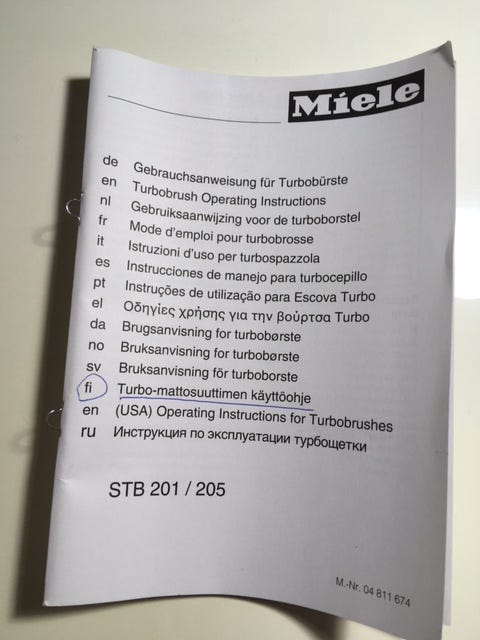 Miele
de Gebrauchsanweisung für Turbobürste
en Turbobrush Operating Instructions
nl Gebruiksaanwijzing voor de turboborstel
fr Mode d'emploi pour turbobrosse
it Istruzioni d'uso per turbospazzola
es Instrucciones de manejo para turbocepillo
pt Instruções de utilização para Escova Turbo
el Οδηγίες χρήσης για την βούρτσα Turbo
da Brugsanvisning for turbobørste
no Bruksanvisning for turbobørste
sv Bruksanvisning för turboborste
fi Turbo-mattosuuttimen käyttöohje
en (USA) Operating Instructions for Turbobrushes
ru Инструкция по эксплуатации турбощетки
STB 201 / 205
M.-Nr. 04 811 674